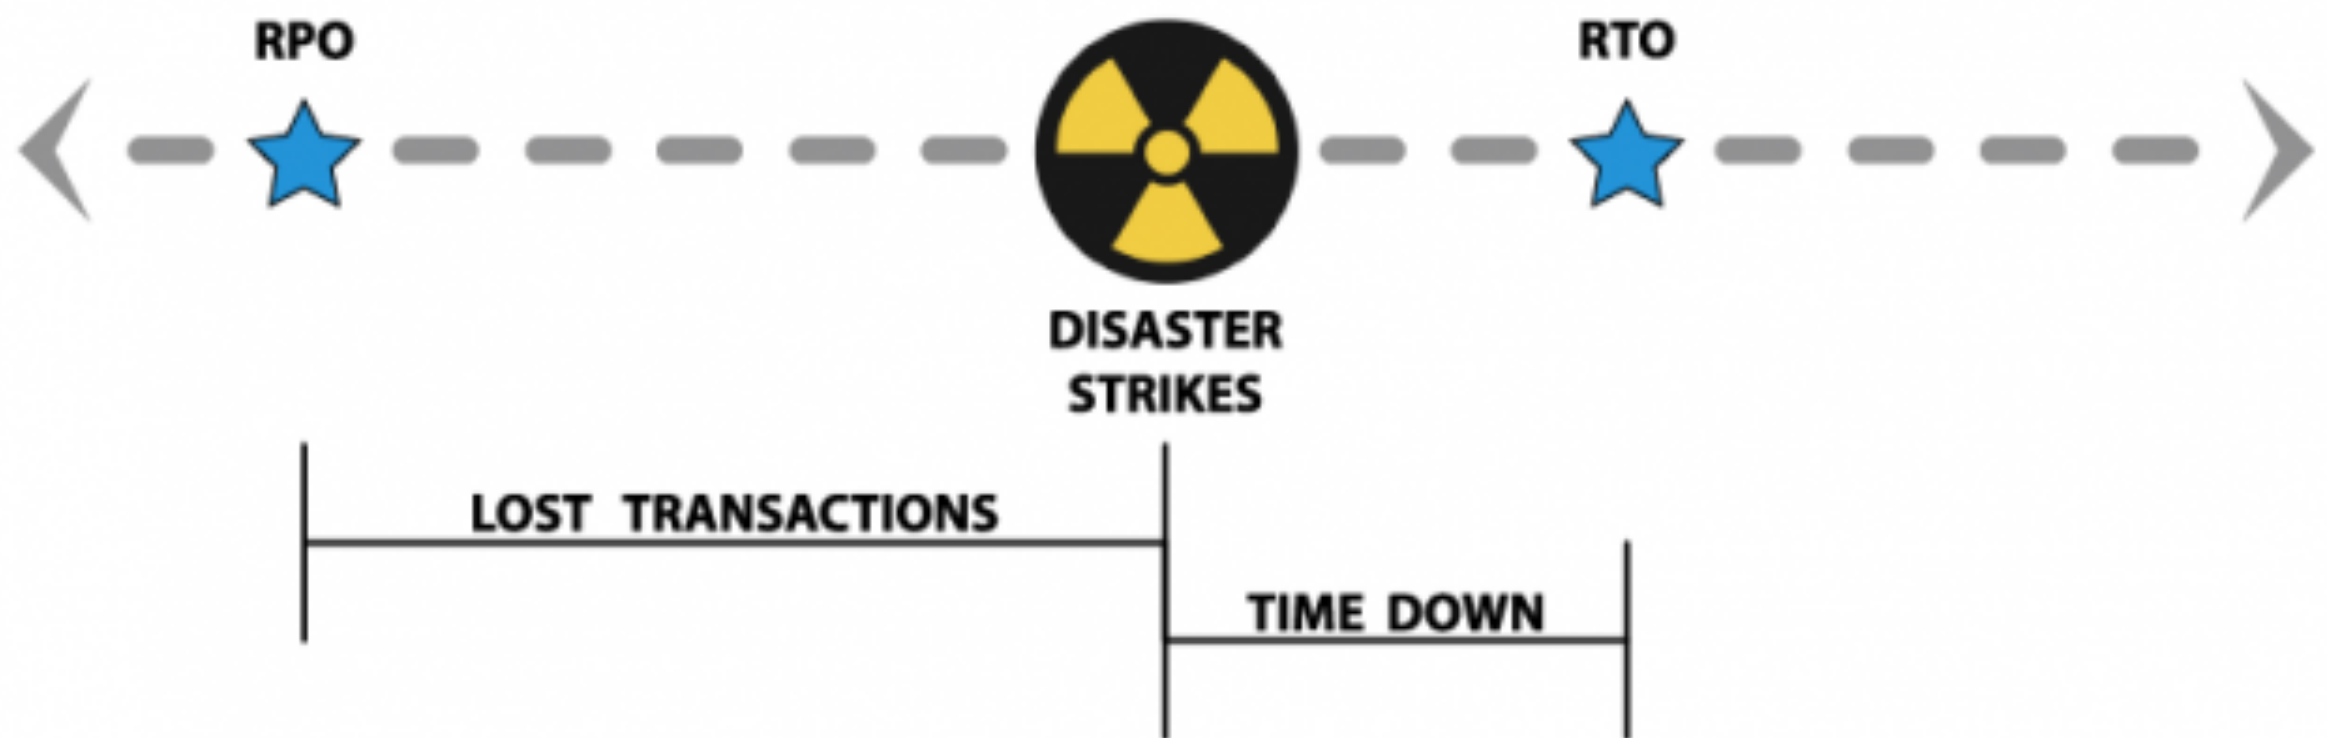 RPO
RTO
DISASTER
STRIKES
LOST TRANSACTIONS
TIME DOWN